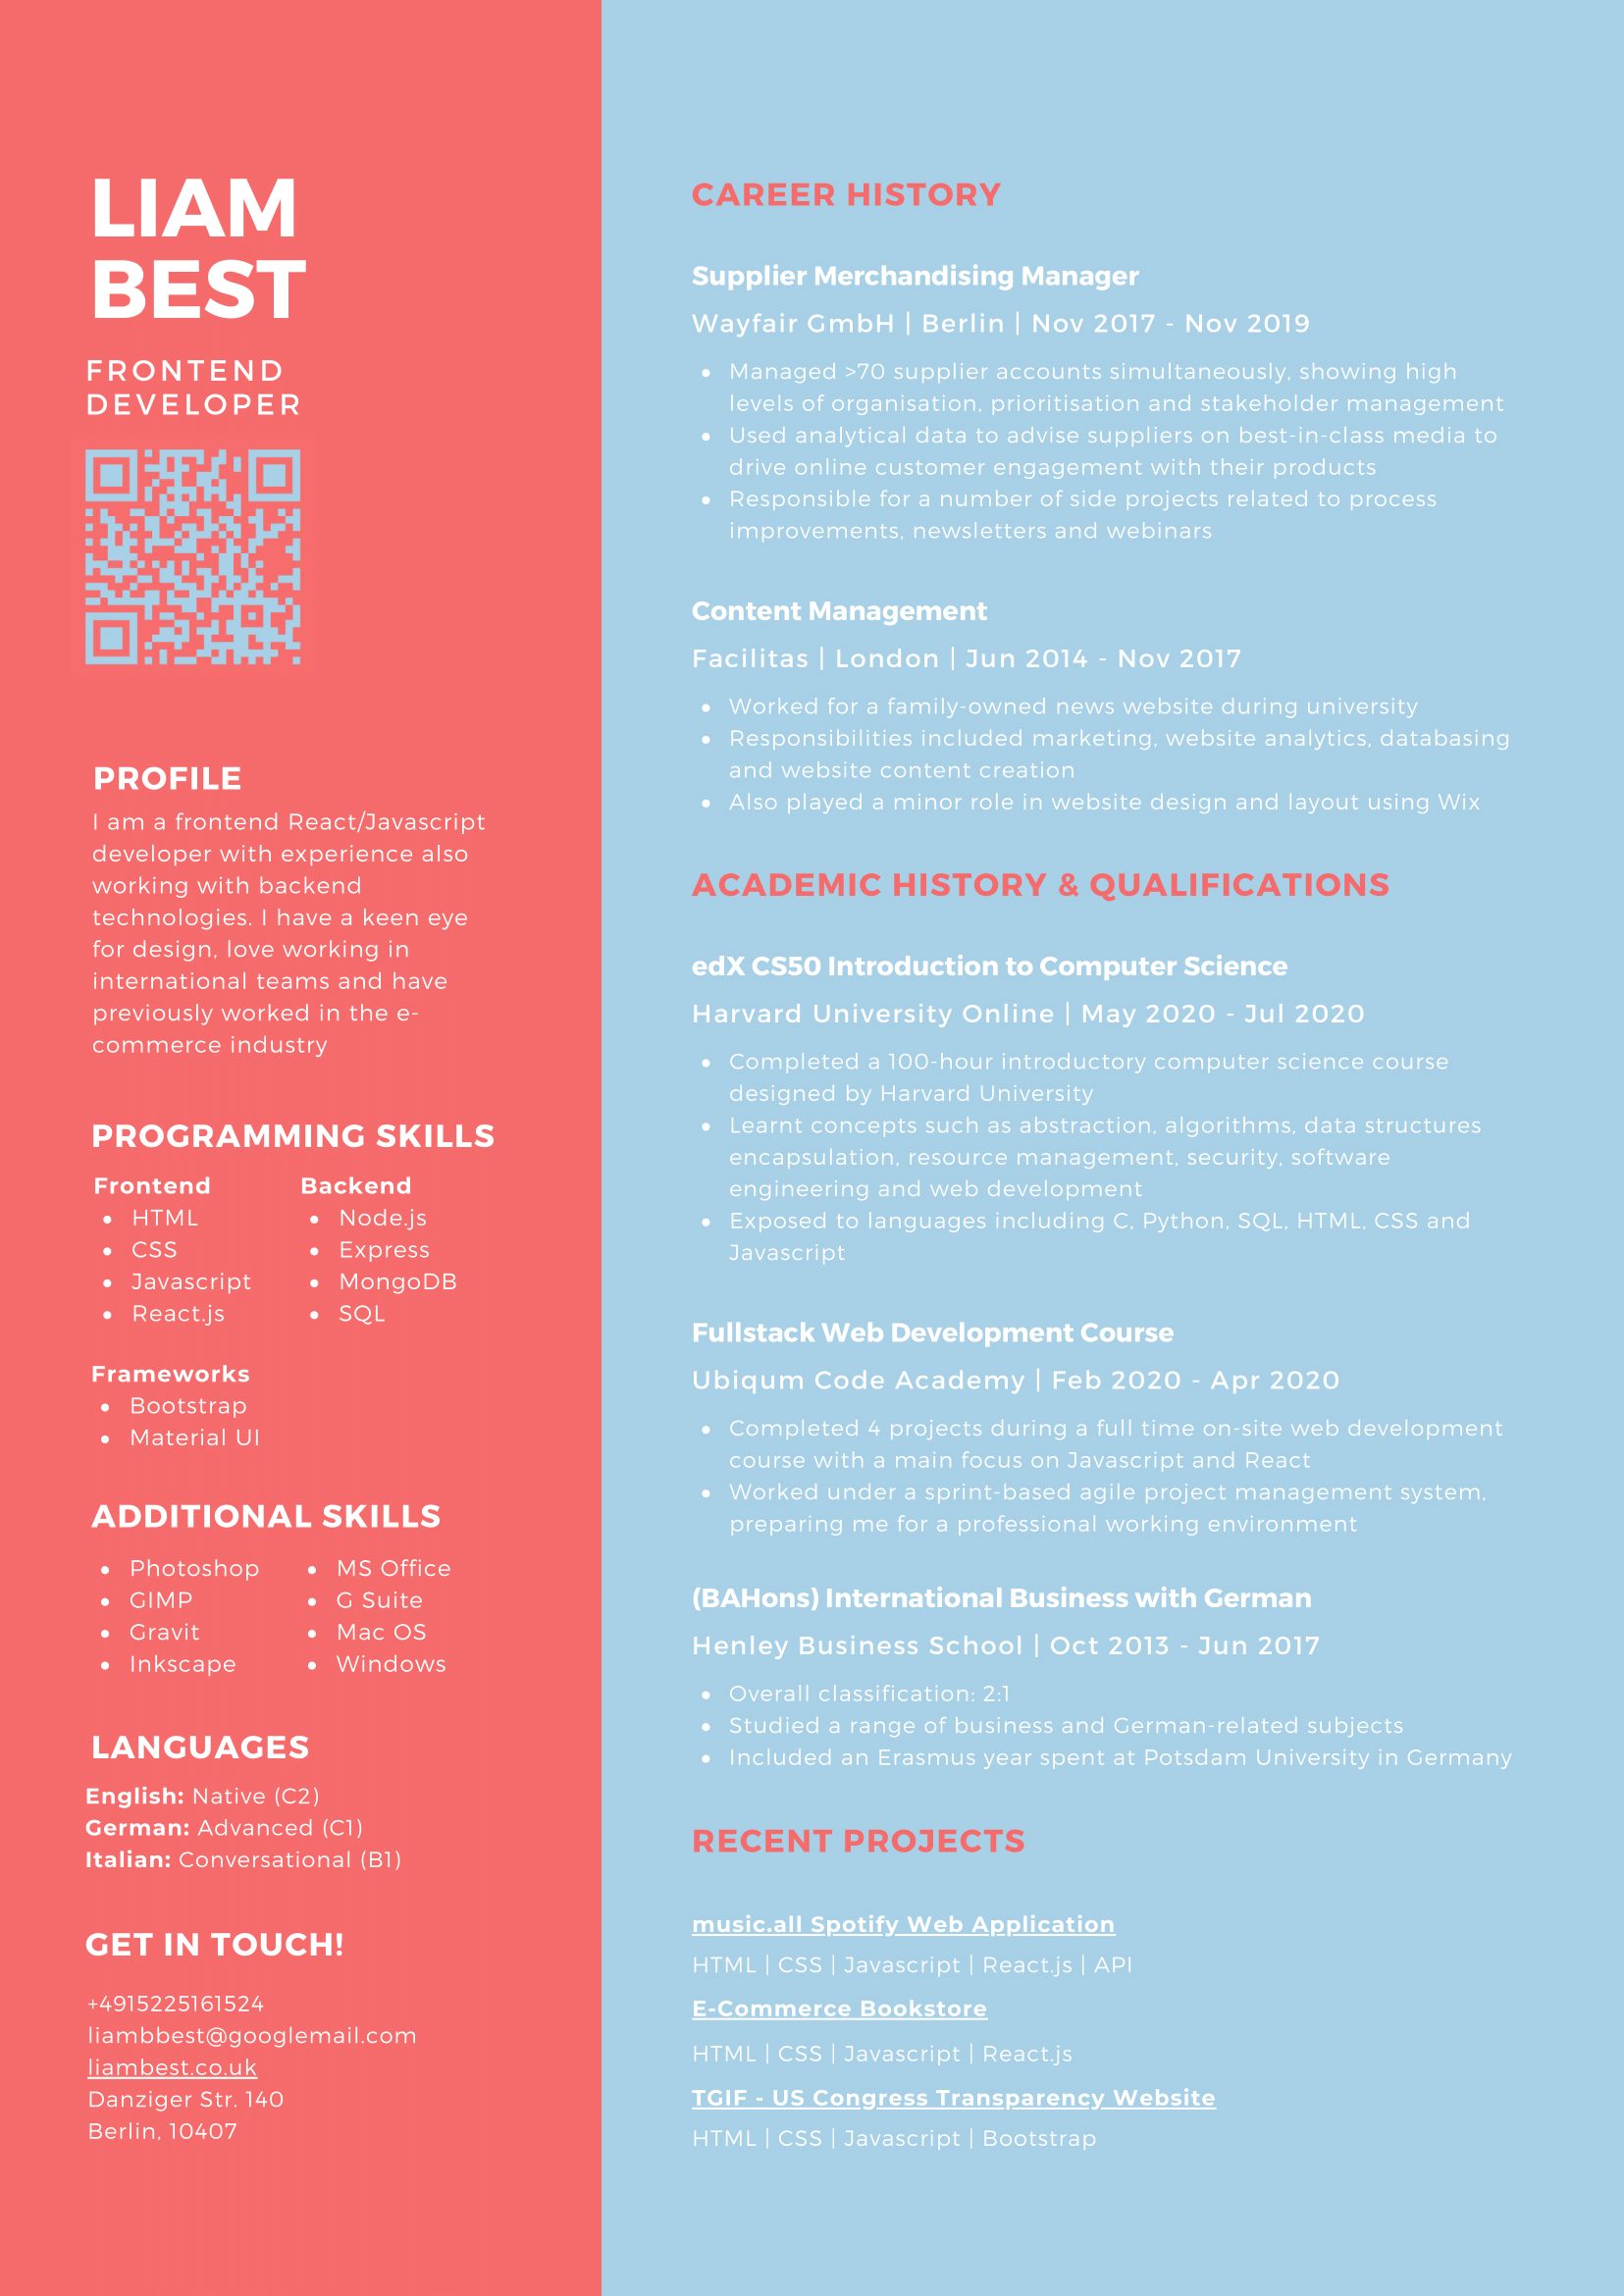 LIAM
BEST
FRONTEND
DEVELOPER
PROFILE
I am a frontend React/Javascript
developer with experience also
working with backend
technologies. I have a keen eye
for design, love working in
international teams and have
previously worked in the e-
commerce industry
PROGRAMMING SKILLS
Frontend
• HTML
• CSS
• Javascript
• React.js
Backend
• Node.js
• Express
• MongoDB
• SQL
Frameworks
• Bootstrap
• Material UI
ADDITIONAL SKILLS
• Photoshop
• GIMP
• Gravit
• Inkscape
• MS Office
• G Suite
• Mac OS
• Windows
LANGUAGES
English: Native (C2)
German: Advanced (C1)
Italian: Conversational (B1)
GET IN TOUCH!
+4915225161524
liambbest@googlemail.com
liambest.co.uk
Danziger Str. 140
Berlin, 10407
CAREER HISTORY
Supplier Merchandising Manager
Wayfair GmbH | Berlin | Nov 2017 - Nov 2019
• Managed >70 supplier accounts simultaneously, showing high
levels of organisation, prioritisation and stakeholder management
• Used analytical data to advise suppliers on best-in-class media to
drive online customer engagement with their products
• Responsible for a number of side projects related to process
improvements, newsletters and webinars
Content Management
Facilitas | London | Jun 2014 - Nov 2017
• Worked for a family-owned news website during university
• Responsibilities included marketing, website analytics, databasing
and website content creation
• Also played a minor role in website design and layout using Wix
ACADEMIC HISTORY & QUALIFICATIONS
edX CS50 Introduction to Computer Science
Harvard University Online | May 2020 - Jul 2020
• Completed a 100-hour introductory computer science course
designed by Harvard University
• Learnt concepts such as abstraction, algorithms, data structures
encapsulation, resource management, security, software
engineering and web development
• Exposed to languages including C, Python, SQL, HTML, CSS and
Javascript
Fullstack Web Development Course
Ubiqum Code Academy | Feb 2020 - Apr 2020
• Completed 4 projects during a full time on-site web development
course with a main focus on Javascript and React
• Worked under a sprint-based agile project management system,
preparing me for a professional working environment
(BAHons) International Business with German
Henley Business School | Oct 2013 - Jun 2017
• Overall classification: 2:1
• Studied a range of business and German-related subjects
• Included an Erasmus year spent at Potsdam University in Germany
RECENT PROJECTS
music.all Spotify Web Application
HTML | CSS | Javascript | React.js | API
E-Commerce Bookstore
HTML | CSS | Javascript | React.js
TGIF - US Congress Transparency Website
HTML | CSS | Javascript | Bootstrap